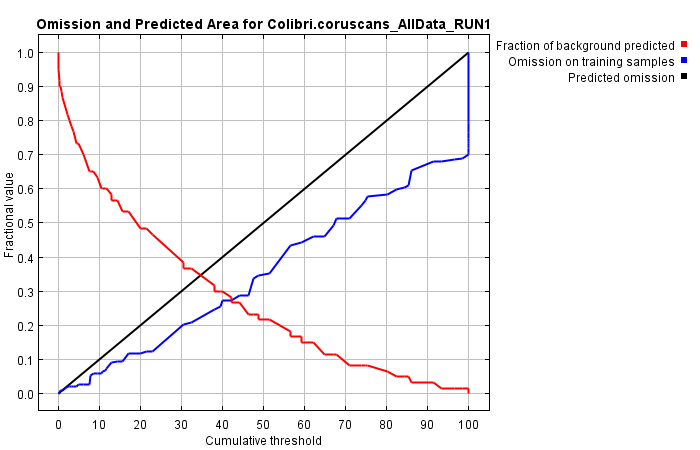 Omission and Predicted Area for Colibri.coruscans_AllData_RUN1
Fraction of background predicted
Omission on training samples
Predicted omission
Fractional value
1.0
0.9
0.8
0.7
0.6
0.5
0.4
0.3
0.2
0.1
0.0
0 10 20 30 40 50 60 70 80 90 100
Cumulative threshold